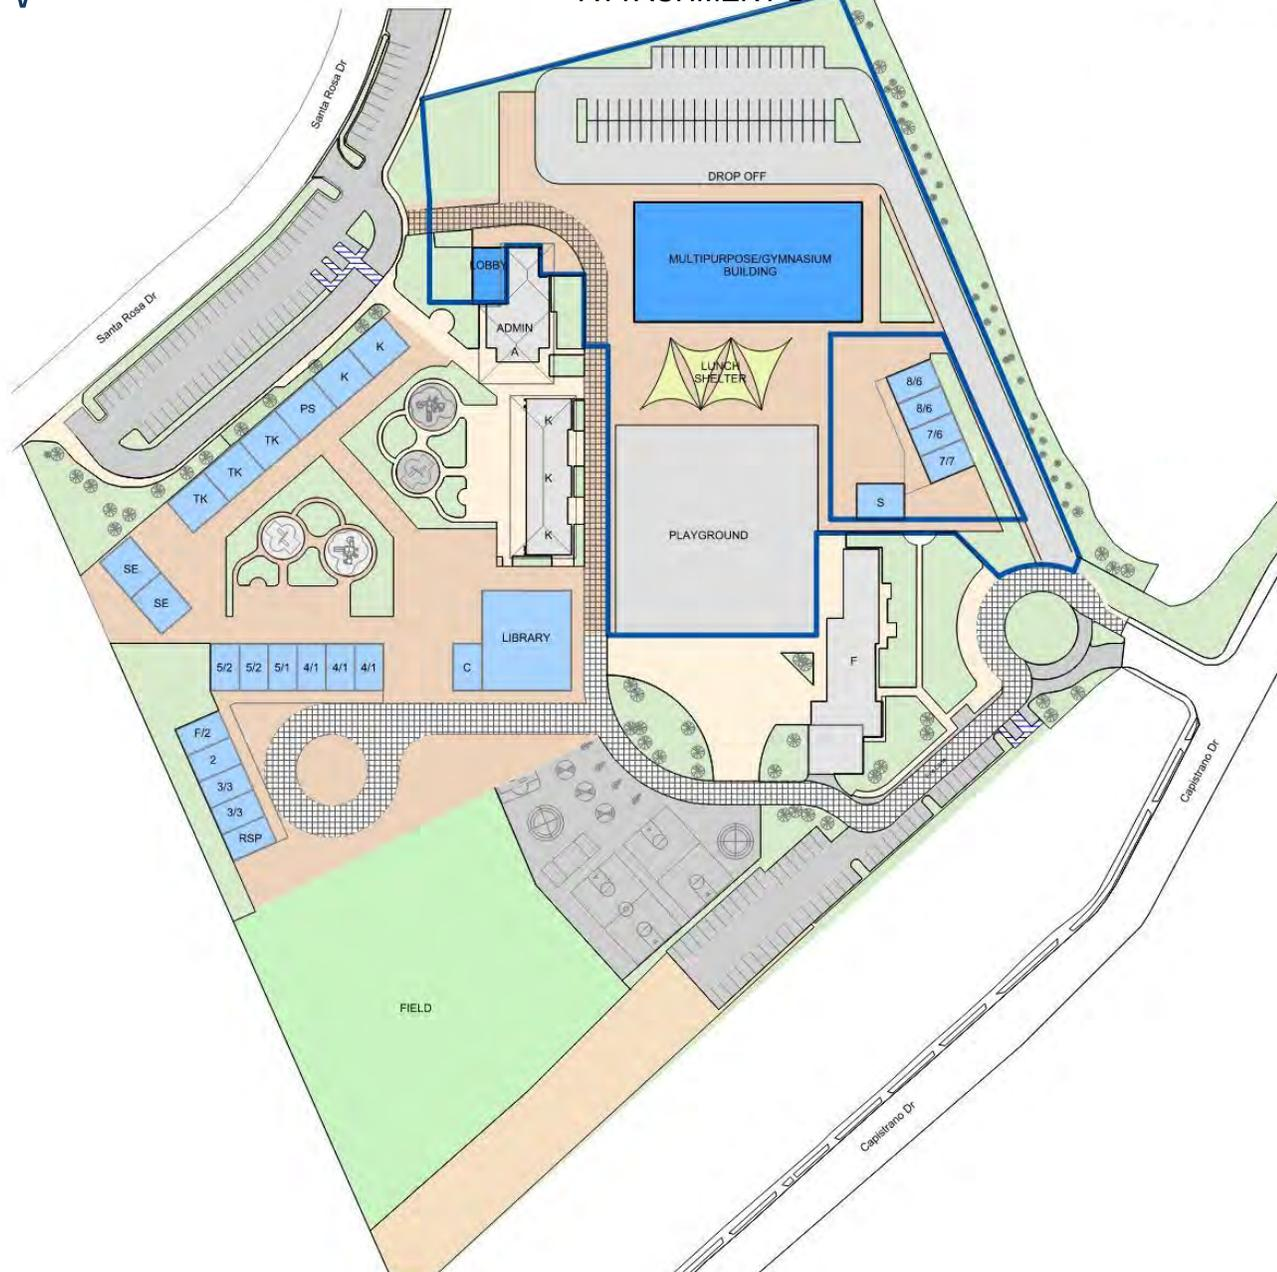 Santa Rosa Dr
DROP OFF
MULTIPURPOSE/GYMNASIUM
BUILDING
LOBBY
Santa Rosa Dr
ADMIN
A
K
K
PS
TK
TK
TK
LUNCH
SHELTER
8/6
8/6
7/6
7/7
S
K
K
K
PLAYGROUND
SE
SE
LIBRARY
C
5/2
5/2
5/1
4/1
4/1
4/1
F
F/2
2
3/3
3/3
RSP
Capistrano Dr
FIELD
Capistrano Dr